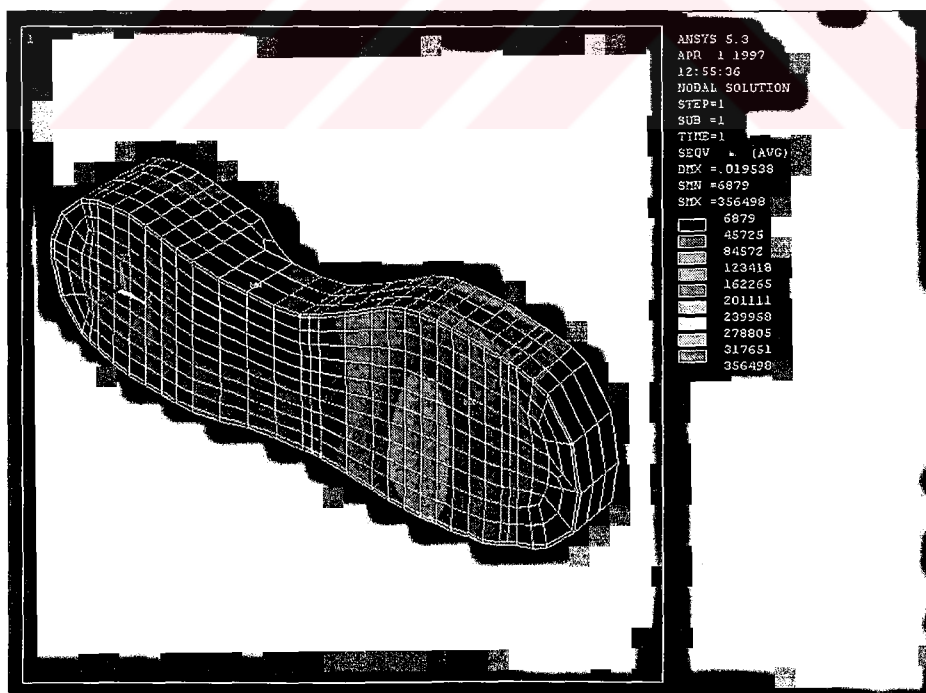 1
ANSYS 5.3
APR 1 1997
12:55:36
NODAL SOLUTION
STEP=1
SUB =1
TIME=1
SEQV (AVG)
DMX =.019538
SMN =6879
SMX =356498
6879
45725
84572
123418
162265
201111
239958
278805
317651
356498